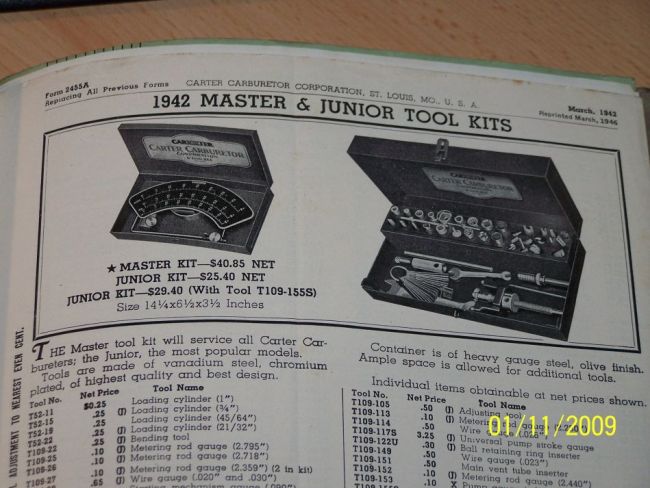 Form 2455A
Replacing All Previous Forms
CARTER CARBURETOR CORPORATION, ST. LOUIS, MO., U. S. A.
March, 1942
Reprinted March, 1946
1942 MASTER & JUNIOR TOOL KITS
CARTER CARBURETOR
CORPORATION
CARTER CARBURETOR
★ MASTER KIT—$40.85 NET
JUNIOR KIT—$25.40 NET
JUNIOR KIT—$29.40 (With Tool T109-155S)
Size 14¼x6½x3½ Inches
THE Master tool kit will service all Carter Car-
bureters; the Junior, the most popular models.
Tools are made of vanadium steel, chromium
plated, of highest quality and best design.
Tool No. Net Price Tool Name
T52-11 $0.25 (J) Loading cylinder (1")
T52-15 .25 (J) Loading cylinder (¾")
.25 Loading cylinder (45/64")
.25 (J) Loading cylinder (21/32")
T52-22 .25 (J) Bending tool
T109-22 .10 (J) Metering rod gauge (2.795")
T109-25 .10 (J) Metering rod gauge (2.718")
T109-26 .10 (J) Metering rod gauge (2.359") (2 in kit)
T109-27 .65 (J) Wire gauge (.020" and .030")
Container is of heavy gauge steel, olive finish.
Ample space is allowed for additional tools.
Individual items obtainable at net prices shown.
Tool No. Net Price Tool Name
T109-105 .50 (J) Adjusting tool
T109-113 .10 (J) Metering rod gauge
T109-114 .50 Wire gauge
T109-117S 3.25 (J) Universal pump stroke gauge
T109-122U .30 (J) Ball retaining ring inserter
T109-149 .50 Wire gauge (.023")
T109-151 .50 Main vent tube inserter
T109-152 .10 (J) Metering rod gauge (2.440")
T109-153
ADJUSTMENT TO NEAREST EVEN CENT.
01/11/2009